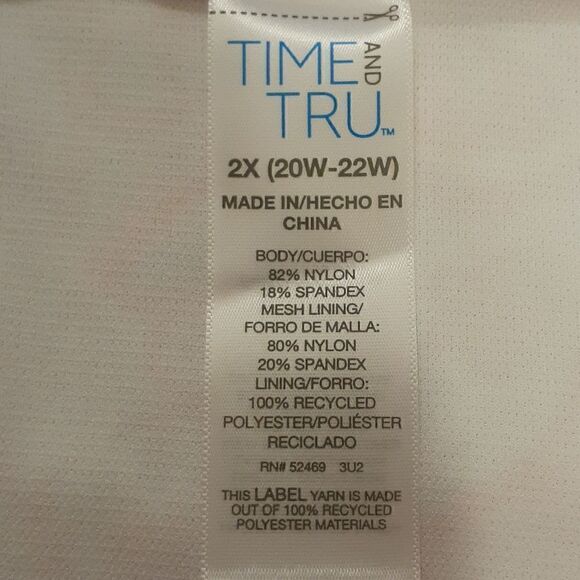 TIME AND
TRU™
2X (20W-22W)
MADE IN/HECHO EN
CHINA
BODY/CUERPO:
82% NYLON
18% SPANDEX
MESH LINING/
FORRO DE MALLA:
80% NYLON
20% SPANDEX
LINING/FORRO:
100% RECYCLED
POLYESTER/POLIÉSTER
RECICLADO
RN# 52469 3U2
THIS LABEL YARN IS MADE
OUT OF 100% RECYCLED
POLYESTER MATERIALS